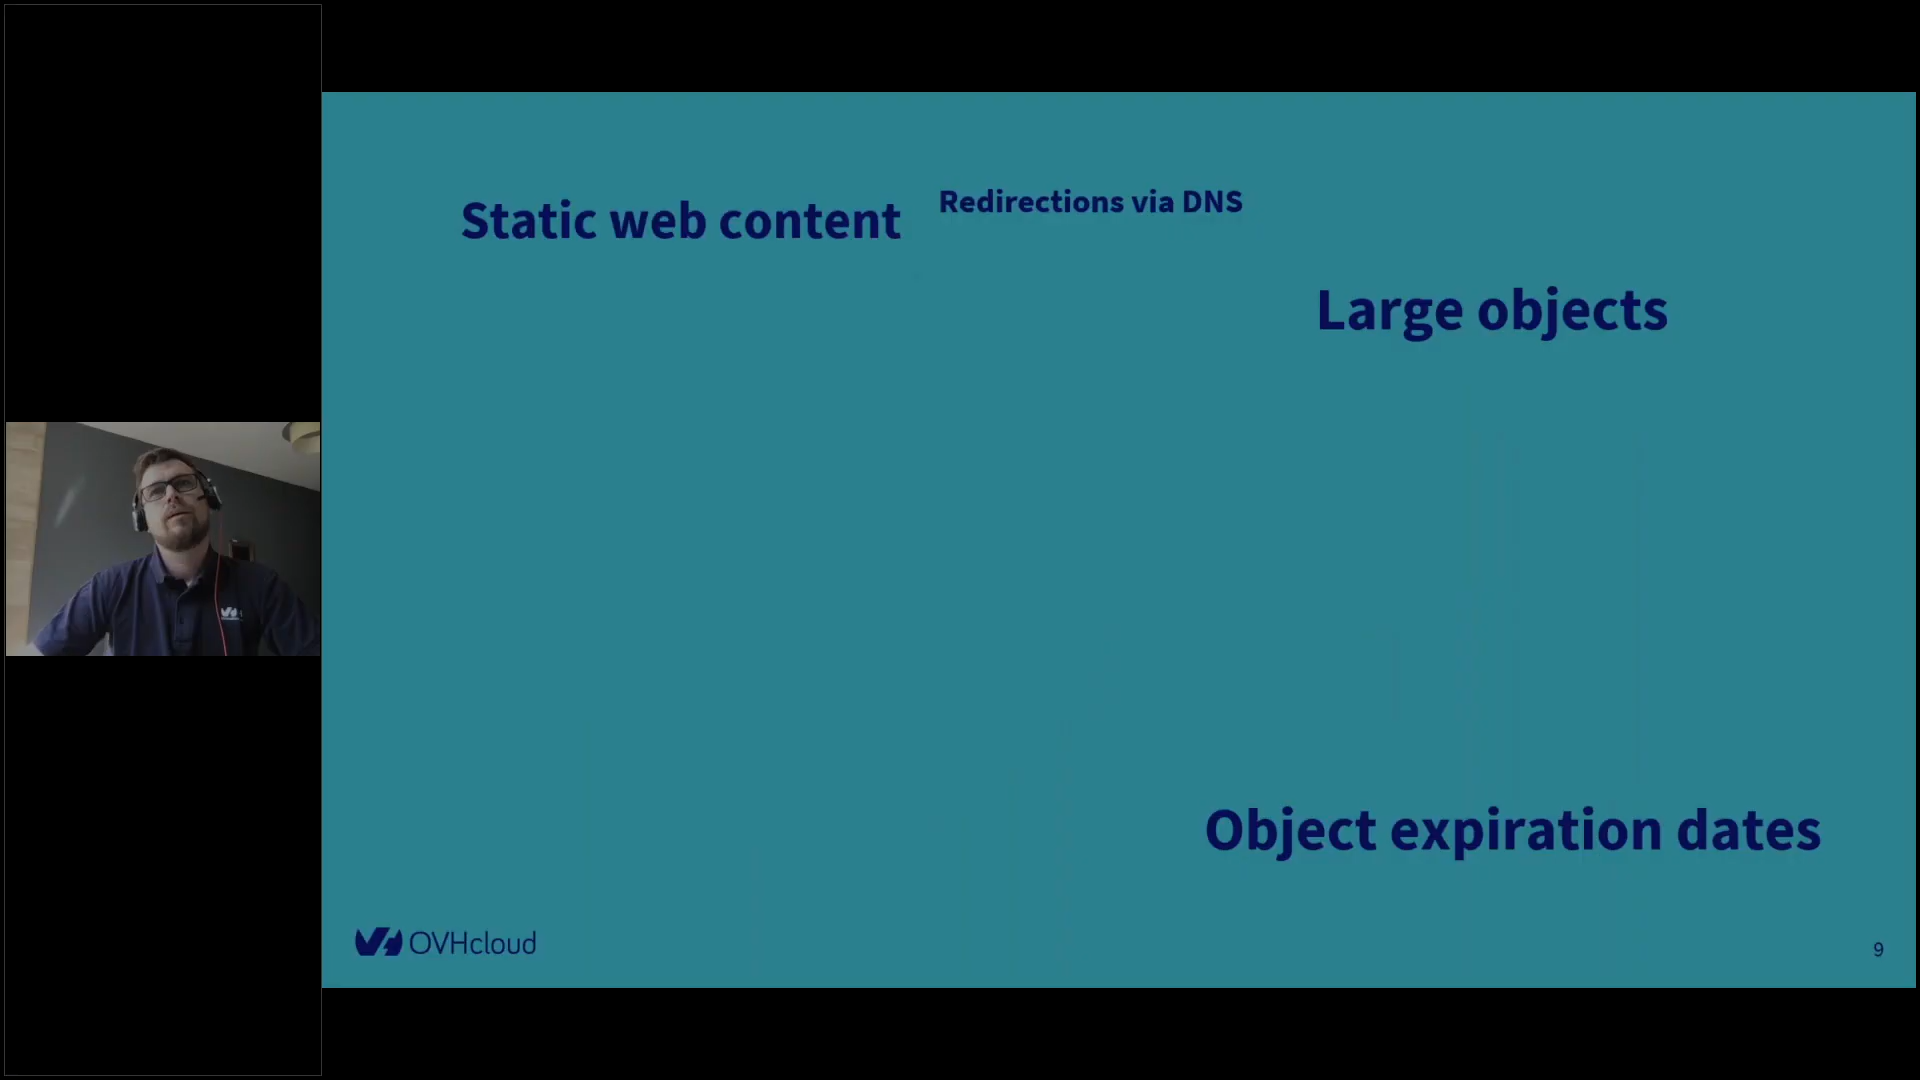 Static web content
Redirections via DNS
Large objects
Object expiration dates
OVHcloud
9